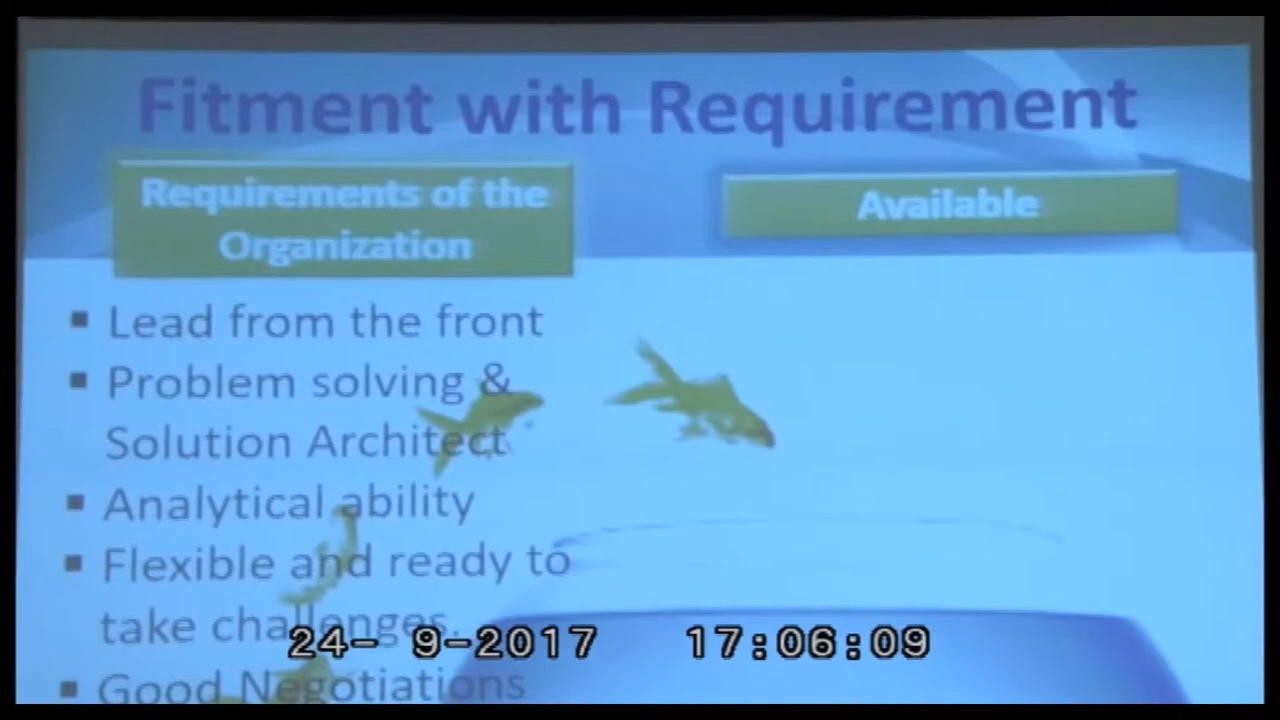 Fitment with Requirement
Requirements of the
Organization
Available
▪ Lead from the front
▪ Problem solving &
Solution Architect
▪ Analytical ability
▪ Flexible and ready to
take challenges.
▪ Good Negotiations
24- 9-2017 17:06:09